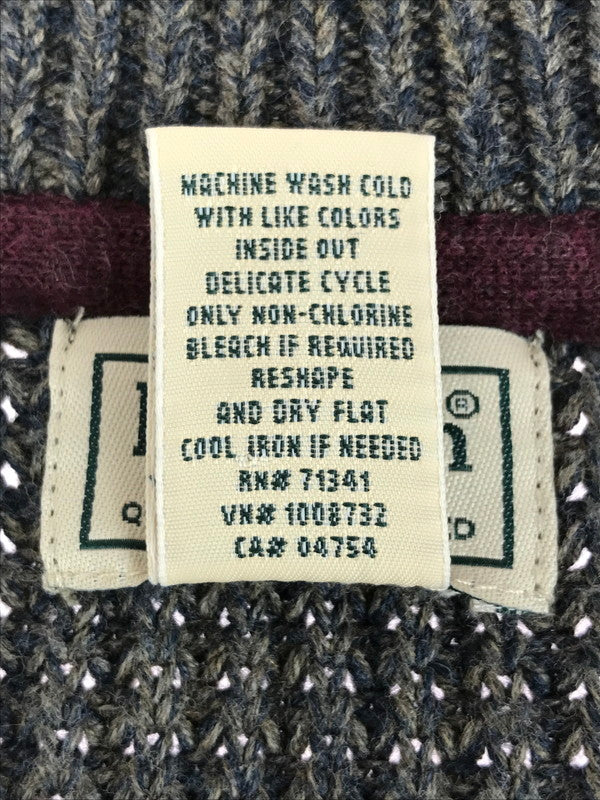 MACHINE WASH COLD
WITH LIKE COLORS
INSIDE OUT
DELICATE CYCLE
ONLY NON-CHLORINE
BLEACH IF REQUIRED
RESHAPE
AND DRY FLAT
COOL IRON IF NEEDED
RN# 71341
VN# 1008732
CA# 04754